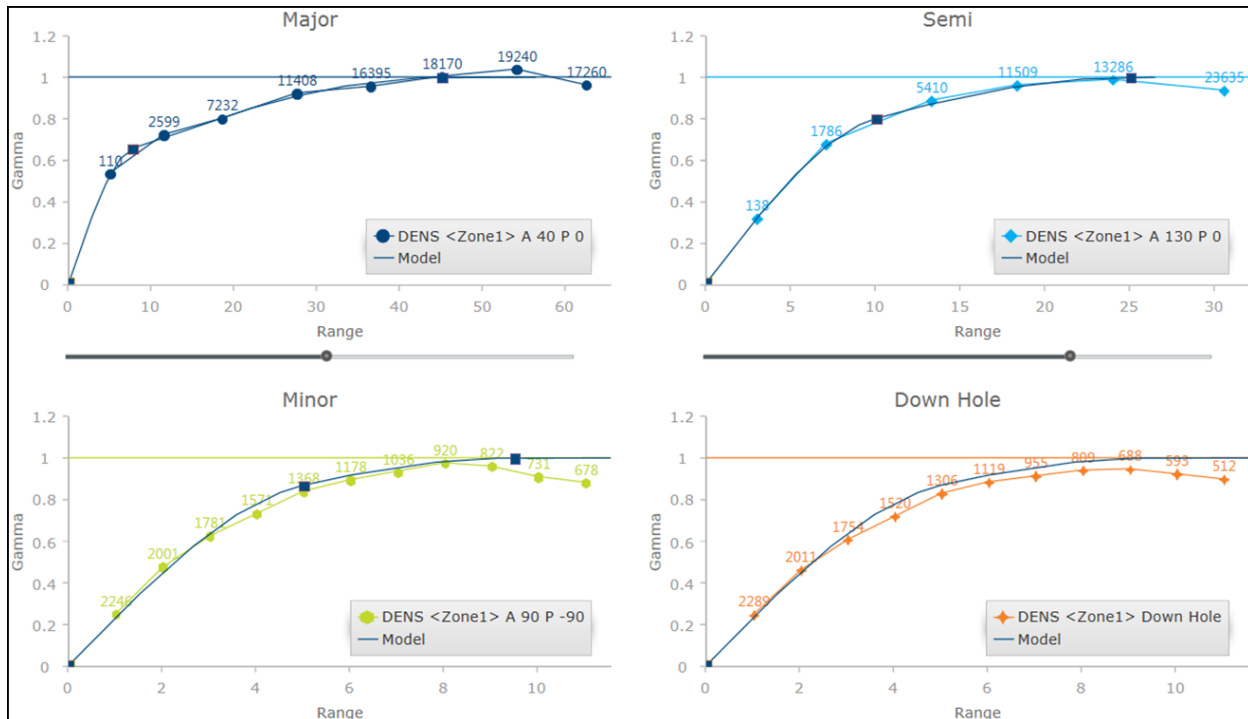 Major
1.2
1
0.8
0.6
0.4
0.2
0
Gamma
110
2599
7232
11408
16395
18170
19240
17260
DENS <Zone1> A 40 P 0
Model
0 10 20 30 40 50 60
Range
Semi
1.2
1
0.8
0.6
0.4
0.2
0
Gamma
138
1786
5410
11509
13286
23635
DENS <Zone1> A 130 P 0
Model
0 5 10 15 20 25 30
Range
Minor
1.2
1
0.8
0.6
0.4
0.2
0
Gamma
2246
2001
1781
1571
1368
1178
1036
920
822
731
678
DENS <Zone1> A 90 P -90
Model
0 2 4 6 8 10
Range
Down Hole
1.2
1
0.8
0.6
0.4
0.2
0
Gamma
2289
2011
1754
1520
1306
1119
955
809
688
593
512
DENS <Zone1> Down Hole
Model
0 2 4 6 8 10
Range